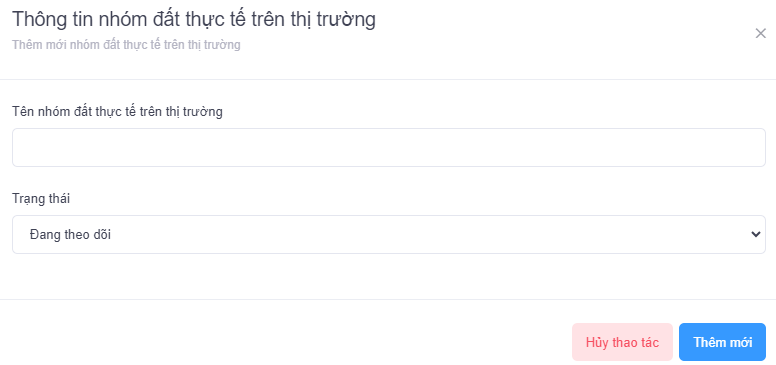 Thông tin nhóm đất thực tế trên thị trường
Thêm mới nhóm đất thực tế trên thị trường
Tên nhóm đất thực tế trên thị trường
Trạng thái
Đang theo dõi
Hủy thao tác
Thêm mới